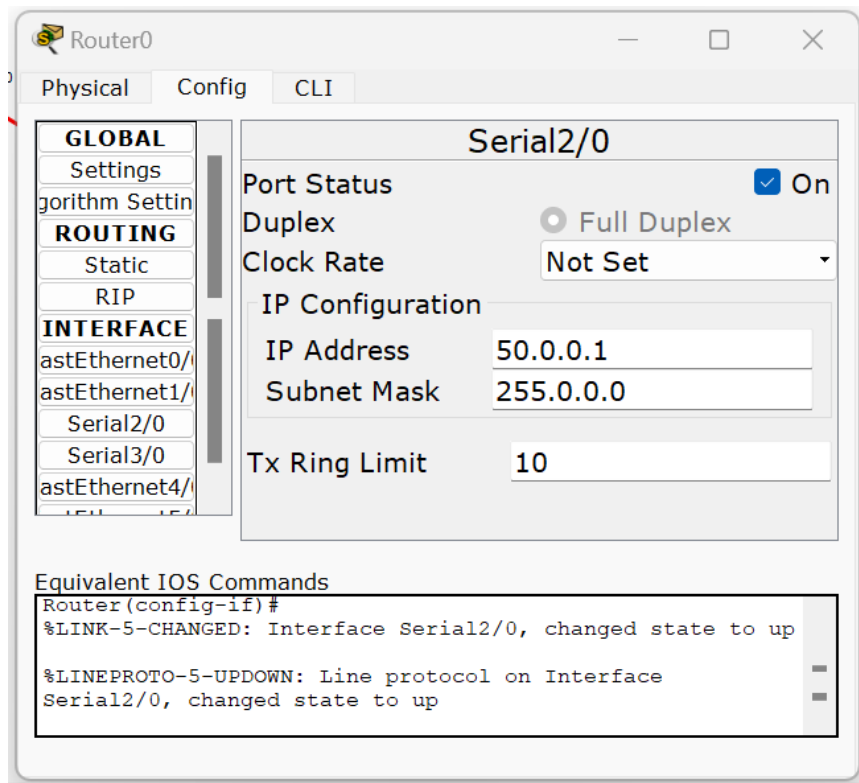 Router0
Physical
Config
CLI
GLOBAL
Settings
gorithm Settin
ROUTING
Static
RIP
INTERFACE
astEthernet0/
astEthernet1/
Serial2/0
Serial3/0
astEthernet4/
Serial2/0
Port Status
On
Duplex
Full Duplex
Clock Rate
Not Set
IP Configuration
IP Address
50.0.0.1
Subnet Mask
255.0.0.0
Tx Ring Limit
10
Equivalent IOS Commands
Router(config-if)#
%LINK-5-CHANGED: Interface Serial2/0, changed state to up
%LINEPROTO-5-UPDOWN: Line protocol on Interface
Serial2/0, changed state to up